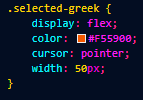 .selected-greek {
    display: flex;
    color: #F55900;
    cursor: pointer;
    width: 50px;
}